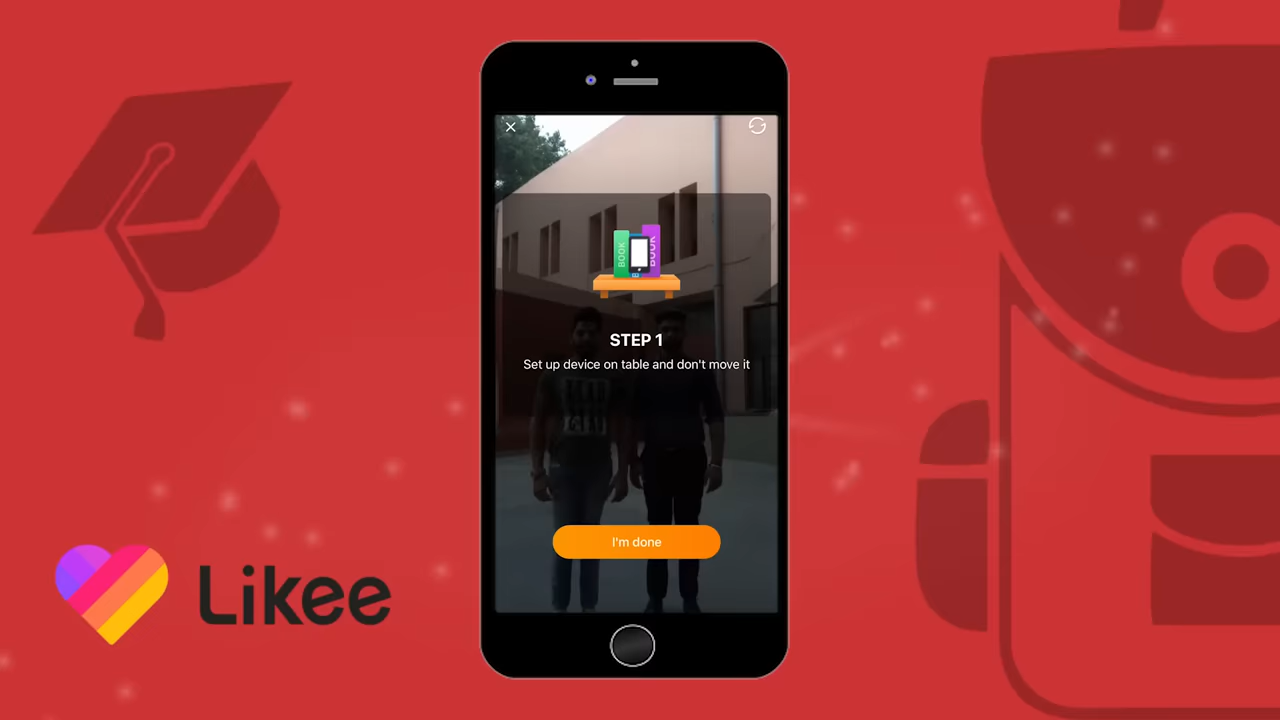 BOOK
BOOK
STEP 1
Set up device on table and don't move it
I'm done
Likee